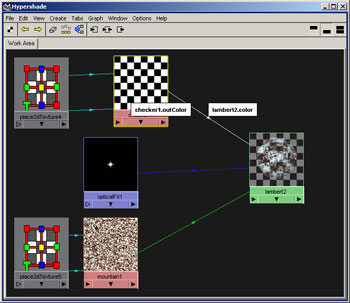 Hypershade
File Edit View Create Tabs Graph Window Options Help
Work Area
place2dTexture4
checker1.outColor
lambert2.color
opticalFX1
lambert2
place2dTexture5
mountain1